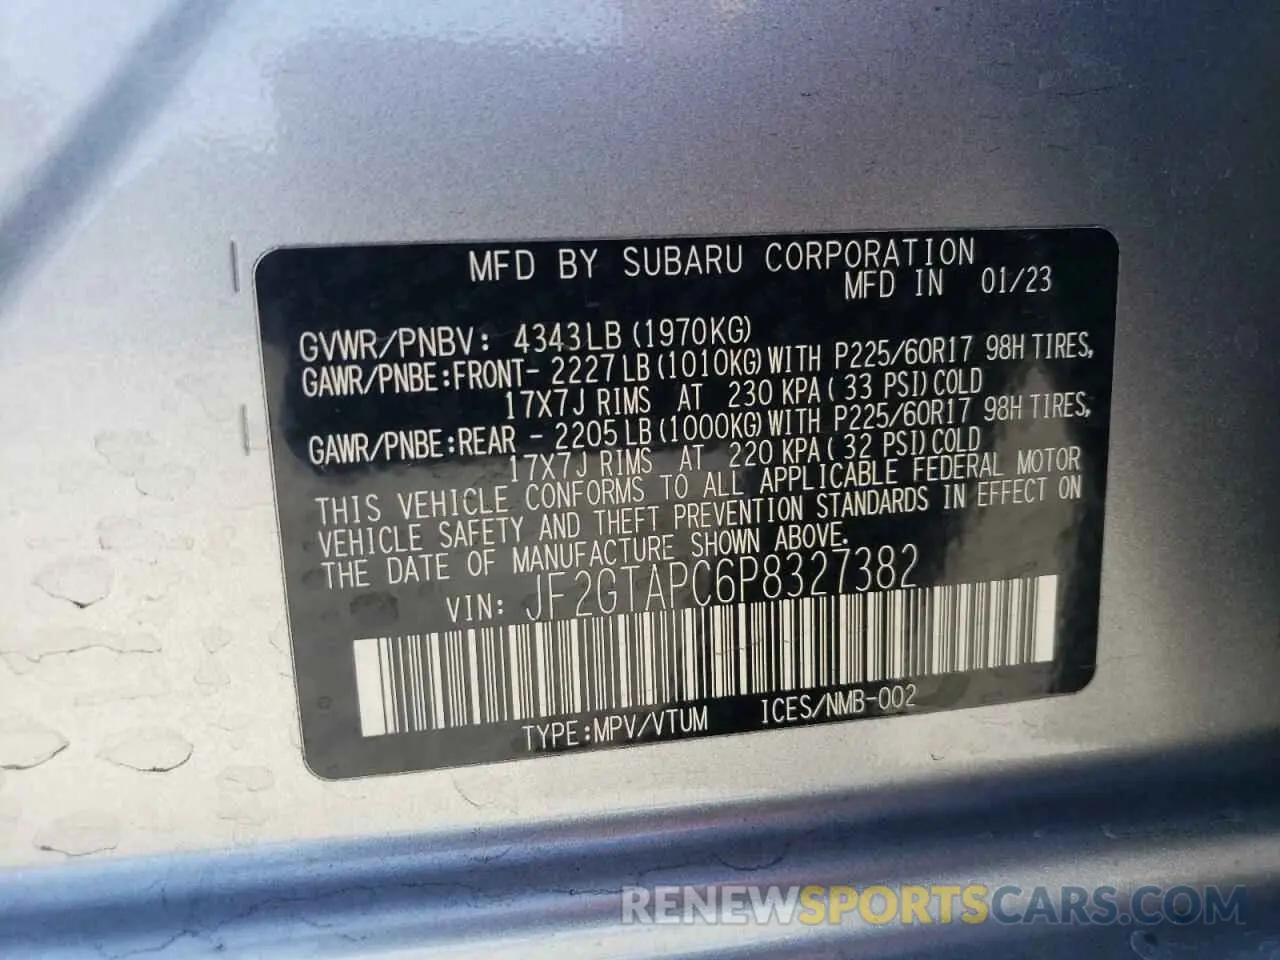 MFD BY SUBARU CORPORATION
MFD IN 01/23
GVWR/PNBV: 4343LB (1970KG)
GAWR/PNBE:FRONT- 2227LB (1010KG) WITH P225/60R17 98H TIRES,
17X7J RIMS AT 230 KPA( 33 PSI) COLD
GAWR/PNBE:REAR - 2205LB (1000KG) WITH P225/60R17 98H TIRES,
17X7J RIMS AT 220 KPA( 32 PSI) COLD
THIS VEHICLE CONFORMS TO ALL APPLICABLE FEDERAL MOTOR
VEHICLE SAFETY AND THEFT PREVENTION STANDARDS IN EFFECT ON
THE DATE OF MANUFACTURE SHOWN ABOVE.
VIN: JF2GTAPC6P8327382
TYPE:MPV/VTUM ICES/NMB-002
RENEWSPORTSCARS.COM